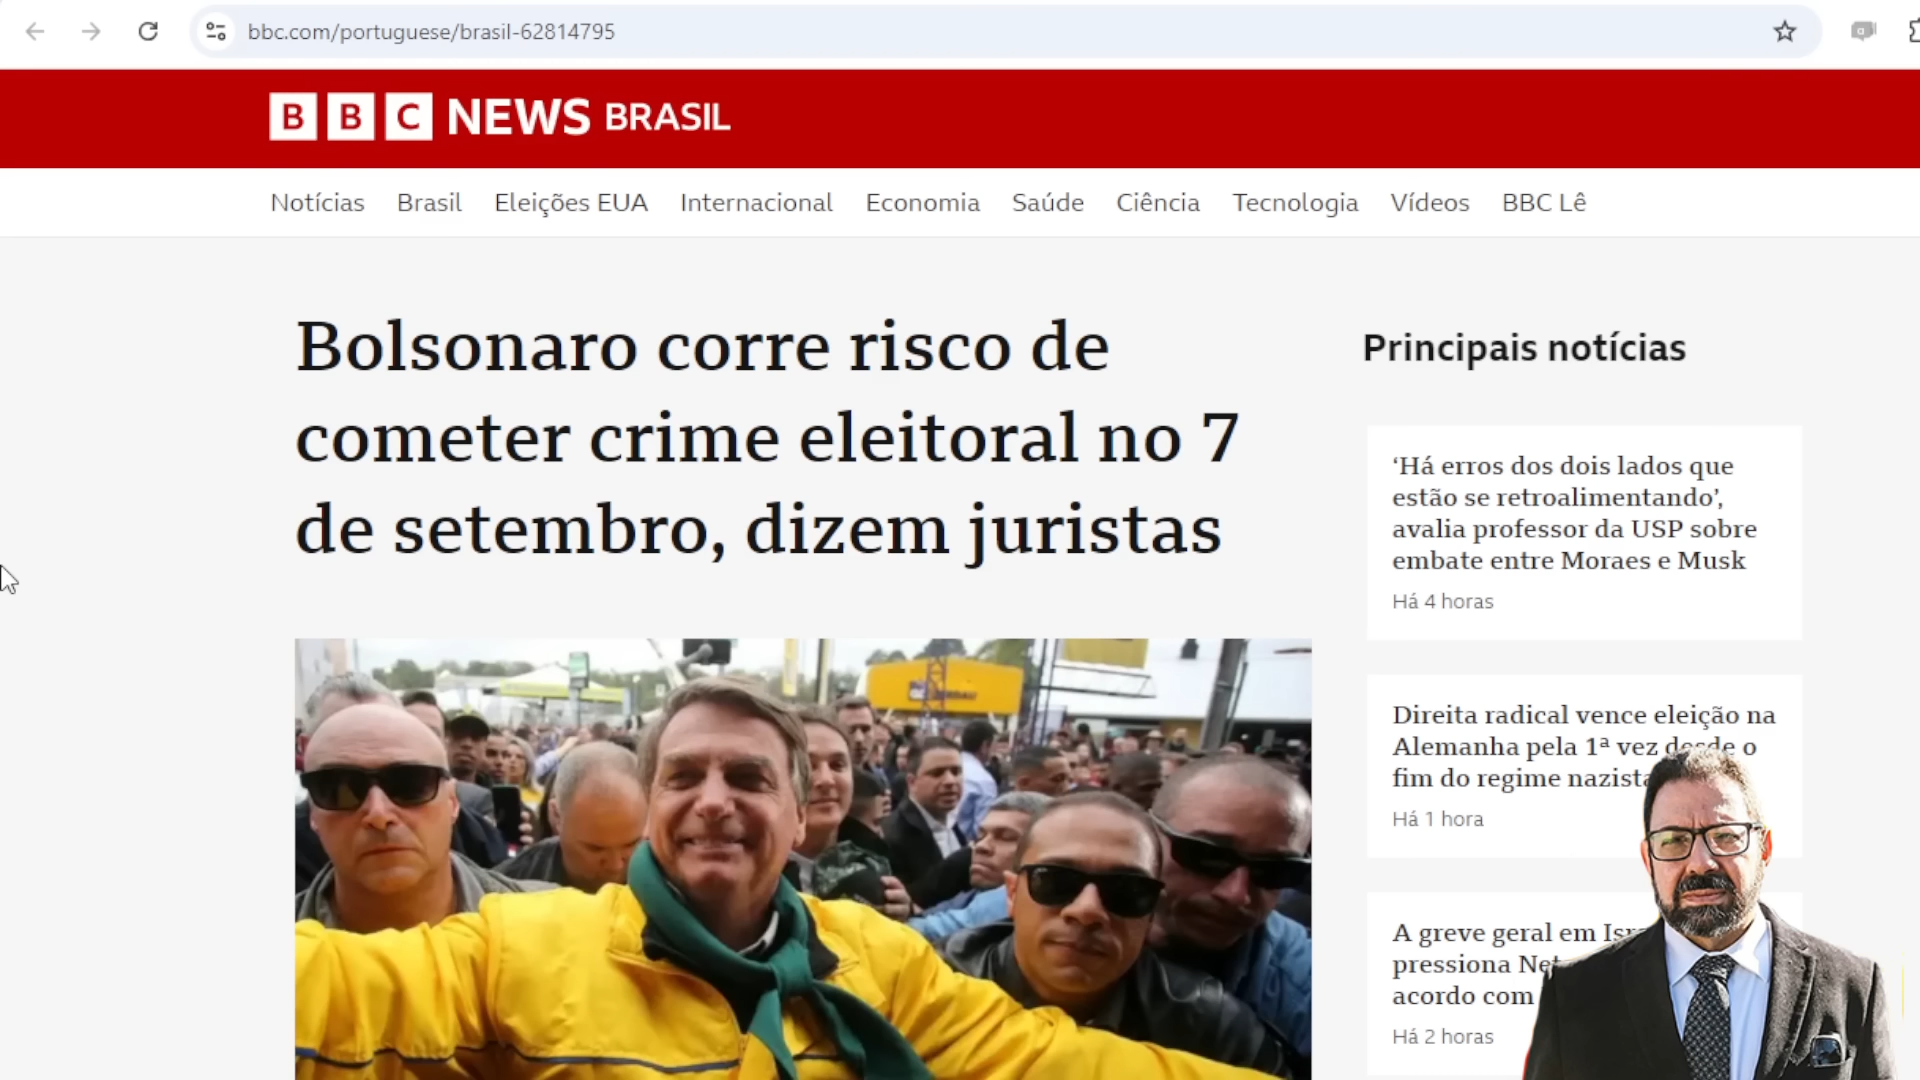 bbc.com/portuguese/brasil-62814795
BBC NEWS BRASIL
Notícias Brasil Eleições EUA Internacional Economia Saúde Ciência Tecnologia Vídeos BBC Lê
Bolsonaro corre risco de
cometer crime eleitoral no 7
de setembro, dizem juristas
Principais notícias
‘Há erros dos dois lados que
estão se retroalimentando’,
avalia professor da USP sobre
embate entre Moraes e Musk
Há 4 horas
Direita radical vence eleição na
Alemanha pela 1ª vez desde o
fim do regime nazista
Há 1 hora
A greve geral em
pressiona
acordo com
Há 2 horas